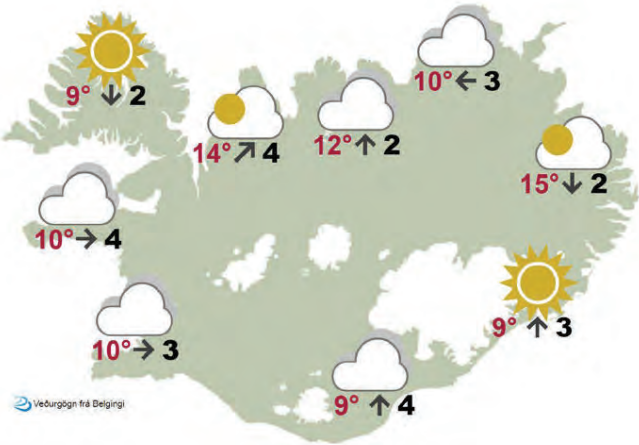 10° ← 3
9° ↓ 2
14° ↗ 4
12° ↑ 2
15° ↓ 2
10° → 4
9° ↑ 3
10° → 3
9° ↑ 4
Veðurgögn frá Belgingi